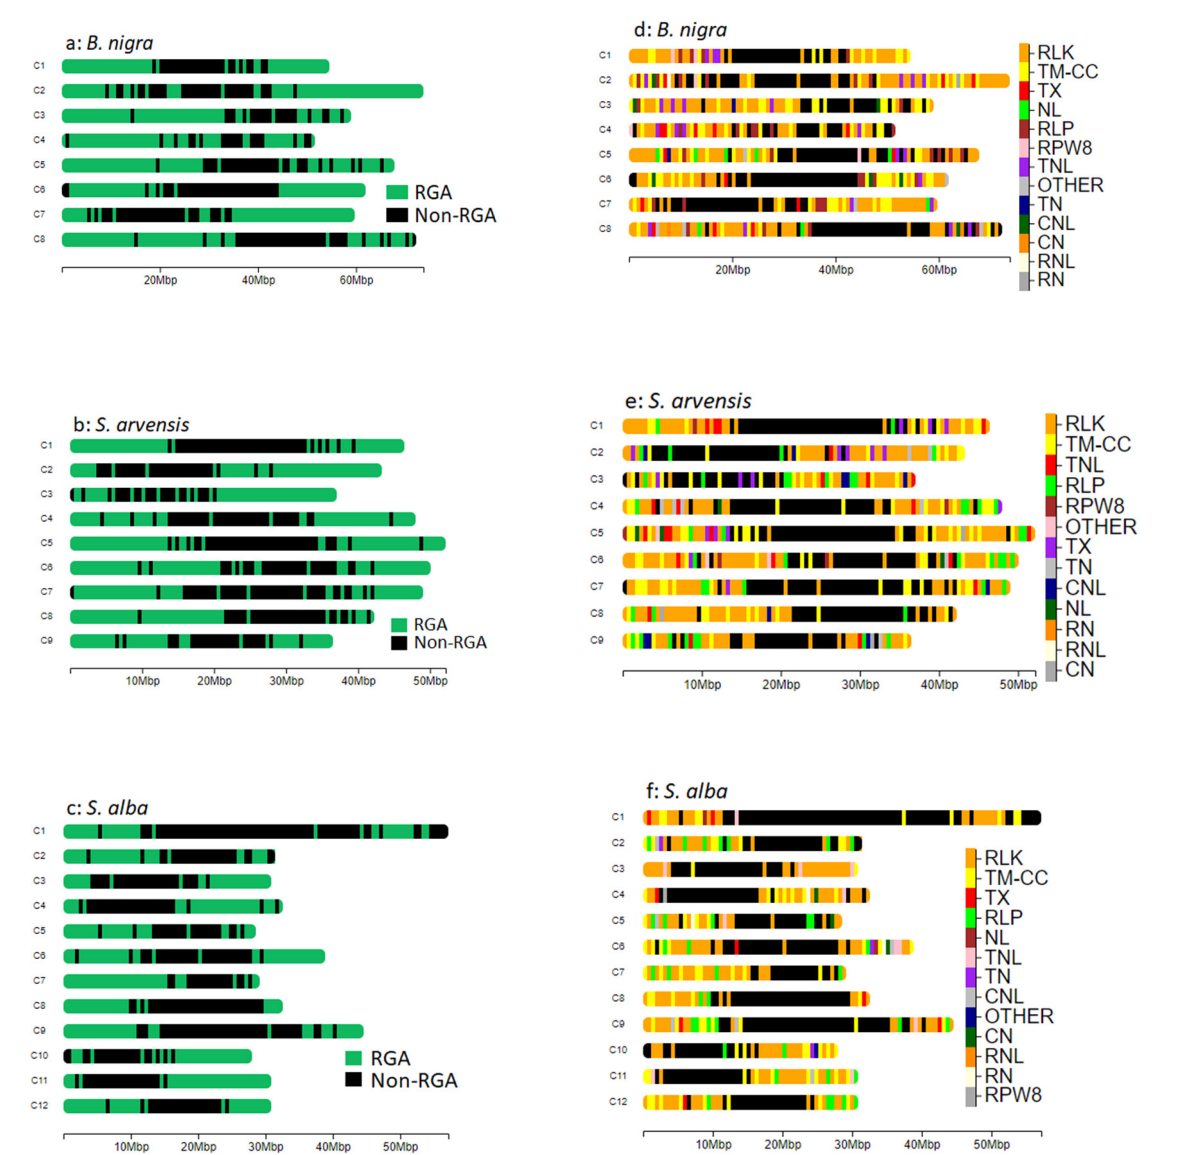 a: B. nigra
C1
C2
C3
C4
C5
C6
C7
C8
RGA
Non-RGA
20Mbp 40Mbp 60Mbp
d: B. nigra
C1
C2
C3
C4
C5
C6
C7
C8
20Mbp 40Mbp 60Mbp
RLK
TM-CC
TX
NL
RLP
RPW8
TNL
OTHER
TN
CNL
CN
RNL
RN
b: S. arvensis
C1
C2
C3
C4
C5
C6
C7
C8
C9
RGA
Non-RGA
10Mbp 20Mbp 30Mbp 40Mbp 50Mbp
e: S. arvensis
C1
C2
C3
C4
C5
C6
C7
C8
C9
10Mbp 20Mbp 30Mbp 40Mbp 50Mbp
RLK
TM-CC
TNL
RLP
RPW8
OTHER
TX
TN
CNL
NL
RN
RNL
CN
c: S. alba
C1
C2
C3
C4
C5
C6
C7
C8
C9
C10
C11
C12
RGA
Non-RGA
10Mbp 20Mbp 30Mbp 40Mbp 50Mbp
f: S. alba
C1
C2
C3
C4
C5
C6
C7
C8
C9
C10
C11
C12
10Mbp 20Mbp 30Mbp 40Mbp 50Mbp
RLK
TM-CC
TX
RLP
NL
TNL
TN
CNL
OTHER
CN
RNL
RN
RPW8